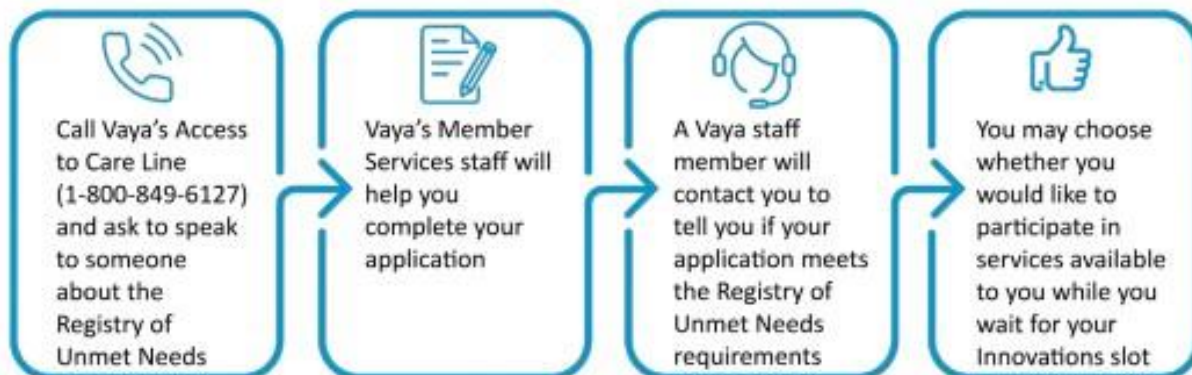 Call Vaya’s Access
to Care Line
(1-800-849-6127)
and ask to speak
to someone
about the
Registry of
Unmet Needs
Vaya’s Member
Services staff will
help you
complete your
application
A Vaya staff
member will
contact you to
tell you if your
application meets
the Registry of
Unmet Needs
requirements
You may choose
whether you
would like to
participate in
services available
to you while you
wait for your
Innovations slot